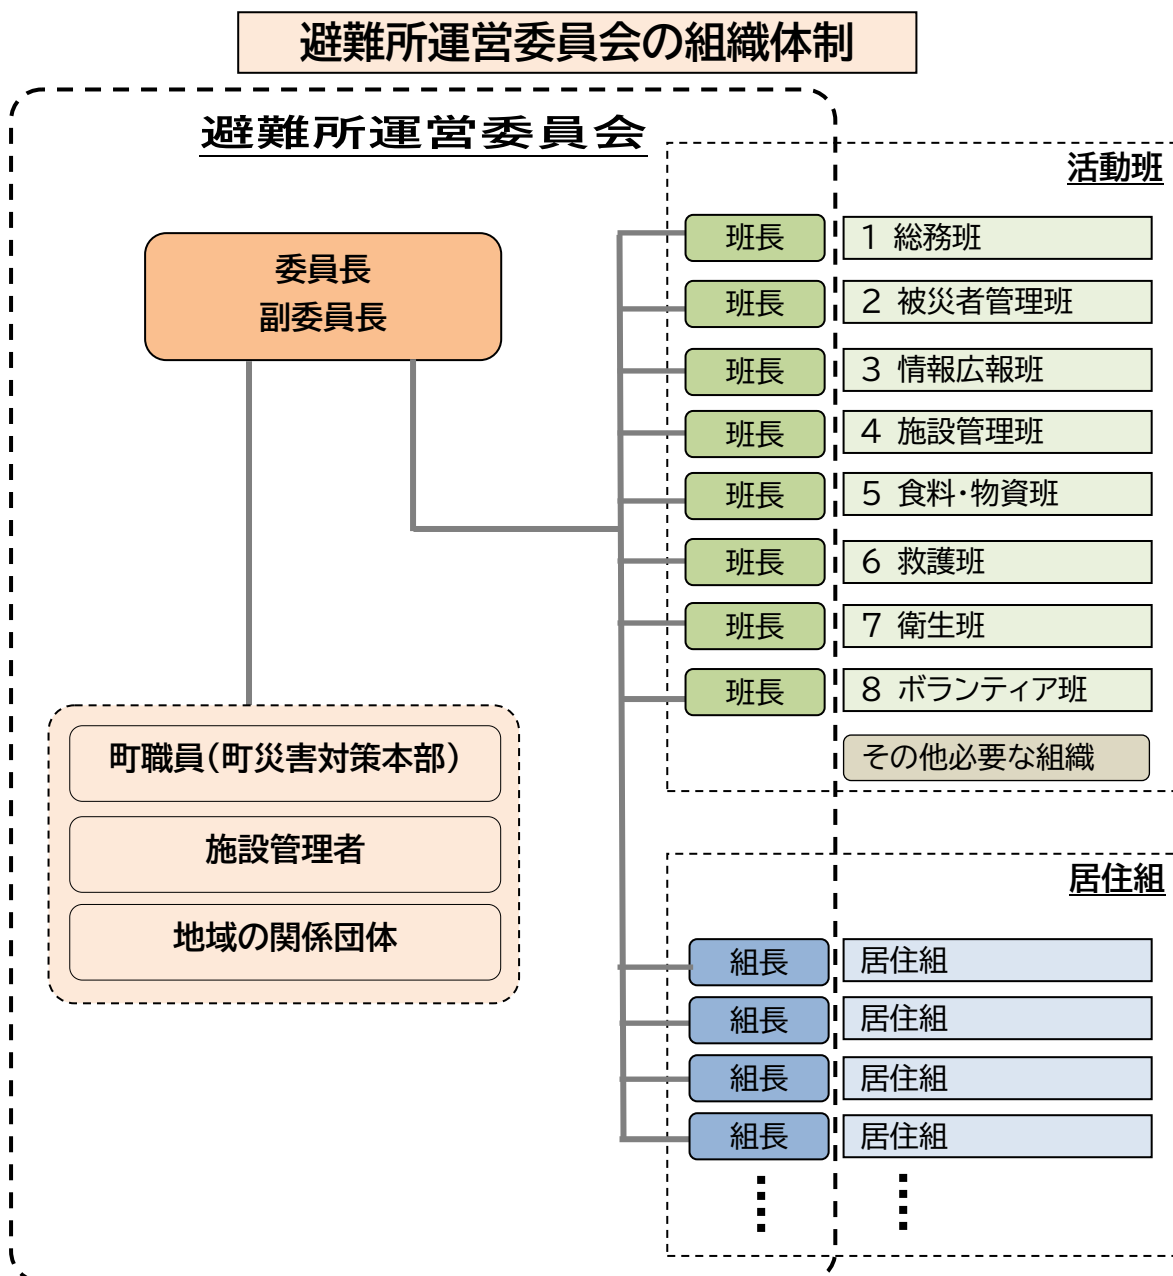 避難所運営委員会の組織体制
避難所運営委員会
委員長
副委員長
町職員(町災害対策本部)
施設管理者
地域の関係団体
活動班
班長 1 総務班
班長 2 被災者管理班
班長 3 情報広報班
班長 4 施設管理班
班長 5 食料・物資班
班長 6 救護班
班長 7 衛生班
班長 8 ボランティア班
その他必要な組織
居住組
組長 居住組
組長 居住組
組長 居住組
組長 居住組